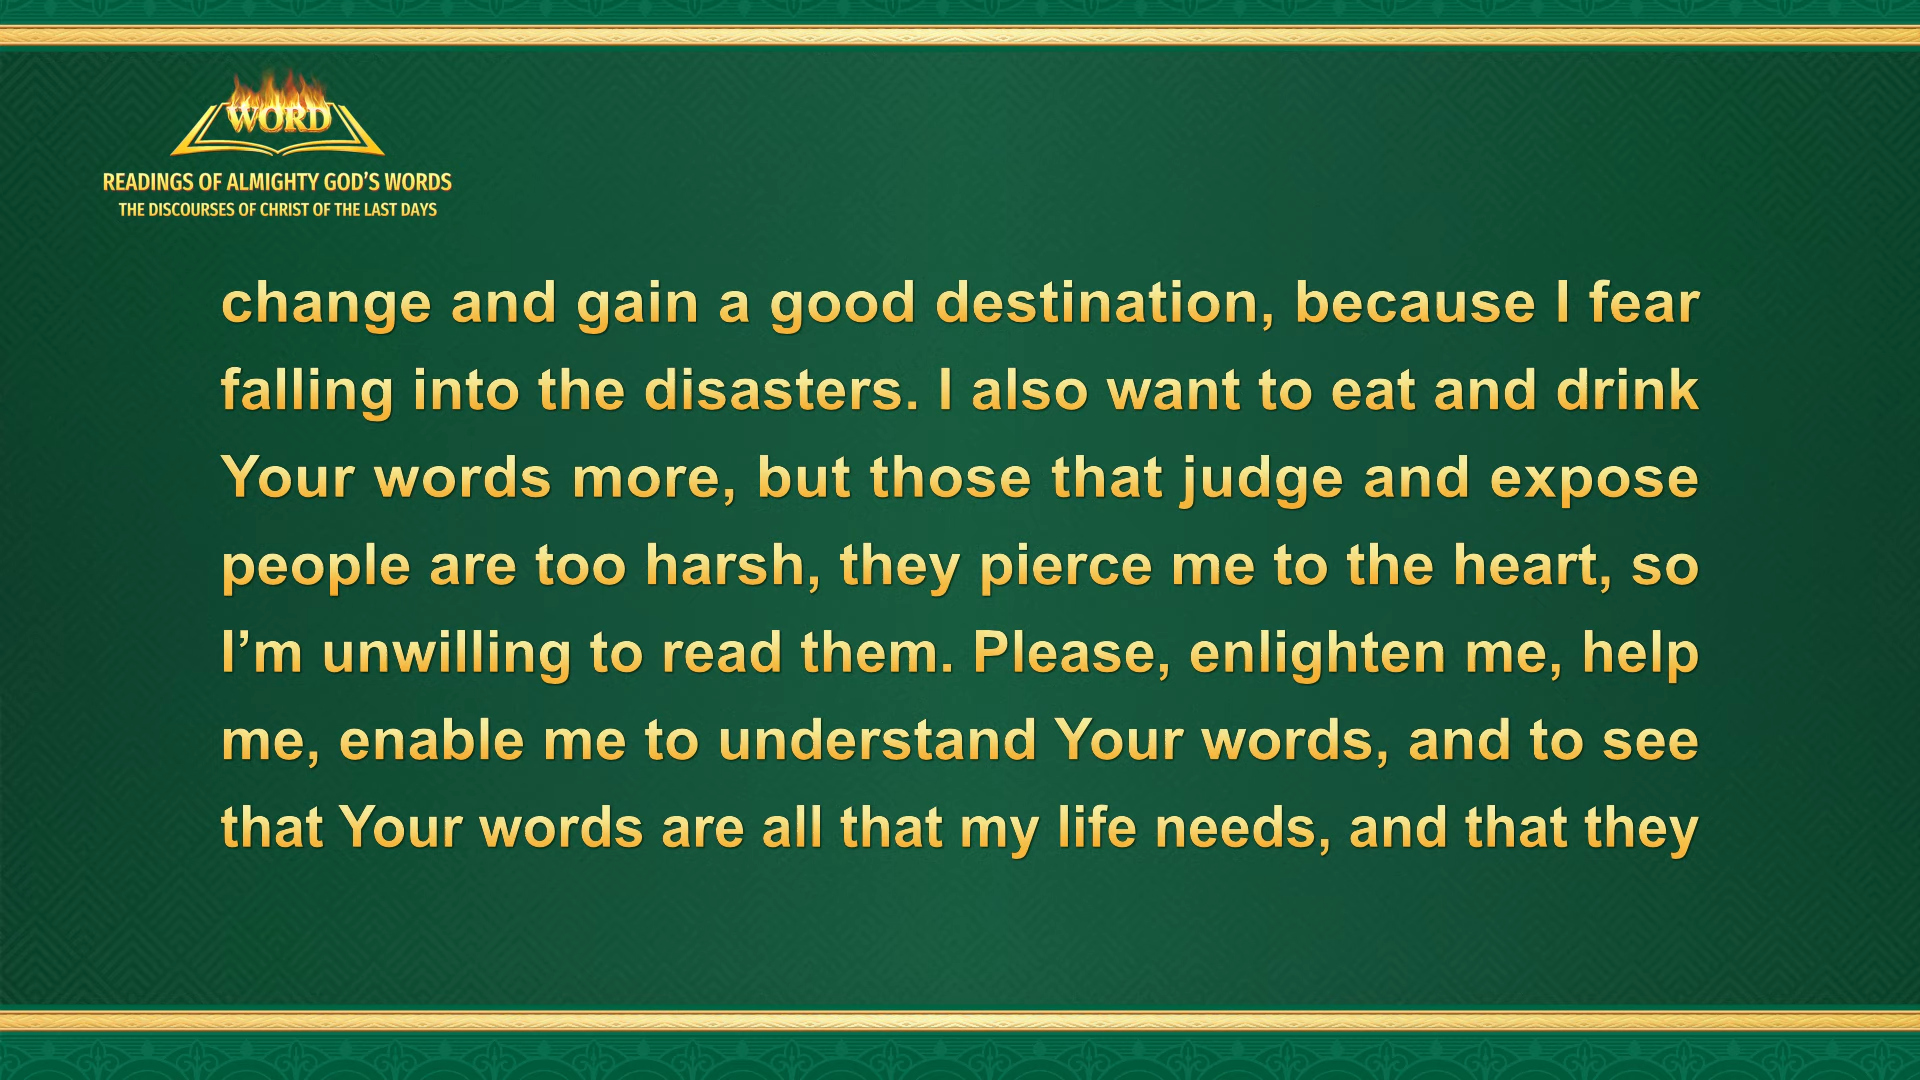 WORD
READINGS OF ALMIGHTY GOD’S WORDS
THE DISCOURSES OF CHRIST OF THE LAST DAYS
change and gain a good destination, because I fear
falling into the disasters. I also want to eat and drink
Your words more, but those that judge and expose
people are too harsh, they pierce me to the heart, so
I’m unwilling to read them. Please, enlighten me, help
me, enable me to understand Your words, and to see
that Your words are all that my life needs, and that they